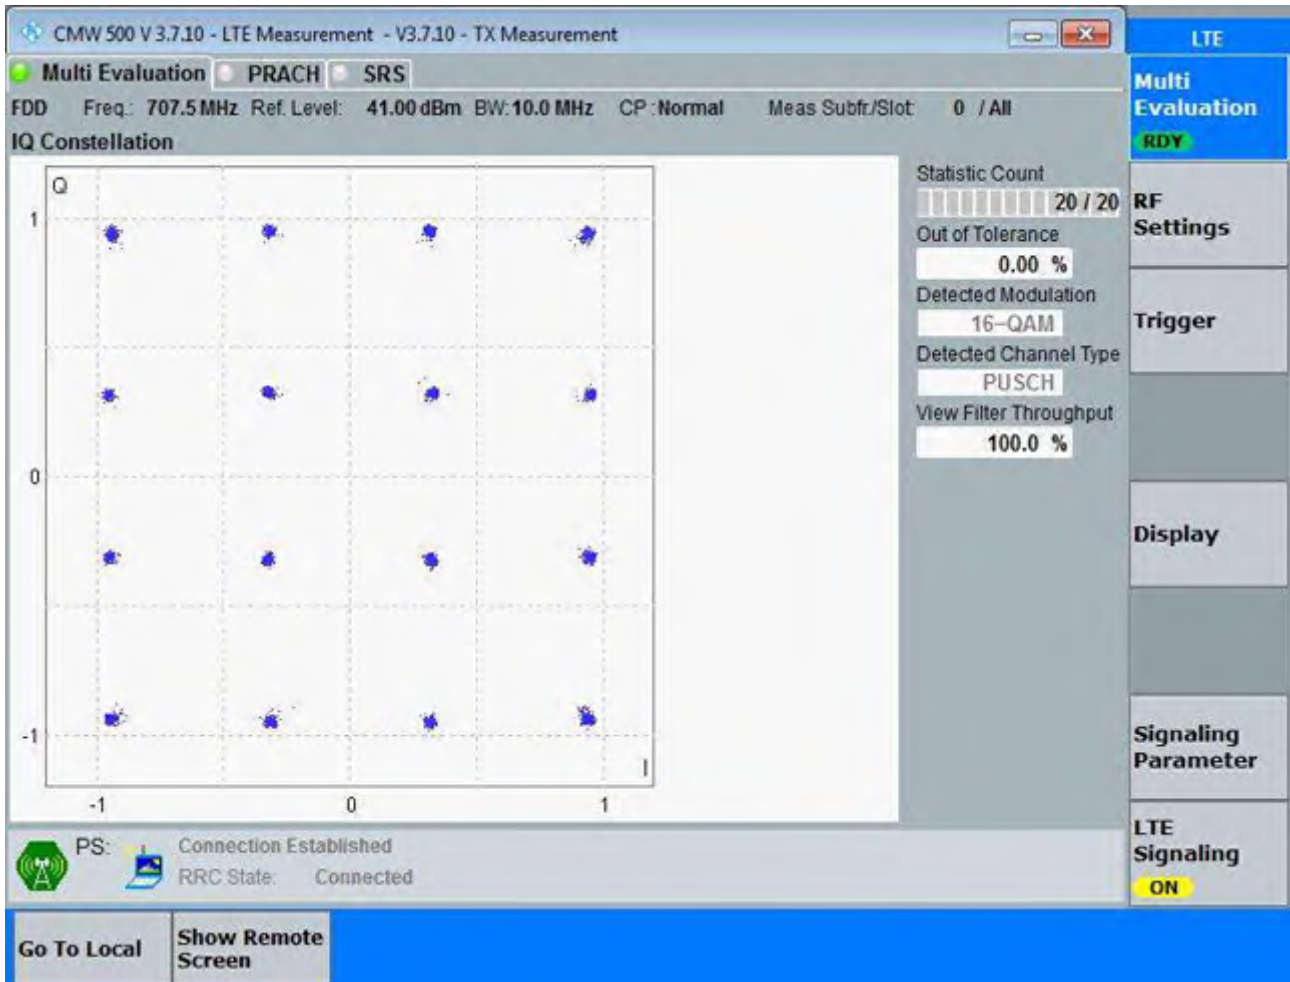 CMW 500 V 3.7.10 - LTE Measurement - V3.7.10 - TX Measurement
LTE
Multi Evaluation PRACH SRS
FDD Freq.: 707.5 MHz Ref. Level: 41.00 dBm BW: 10.0 MHz CP : Normal Meas Subfr./Slot: 0 / All
IQ Constellation
Q
1
0
-1
I
-1 0 1
Statistic Count
20 / 20
Out of Tolerance
0.00 %
Detected Modulation
16-QAM
Detected Channel Type
PUSCH
View Filter Throughput
100.0 %
Multi
Evaluation
RDY
RF
Settings
Trigger
Display
Signaling
Parameter
LTE
Signaling
ON
PS: Connection Established
RRC State: Connected
Go To Local
Show Remote
Screen